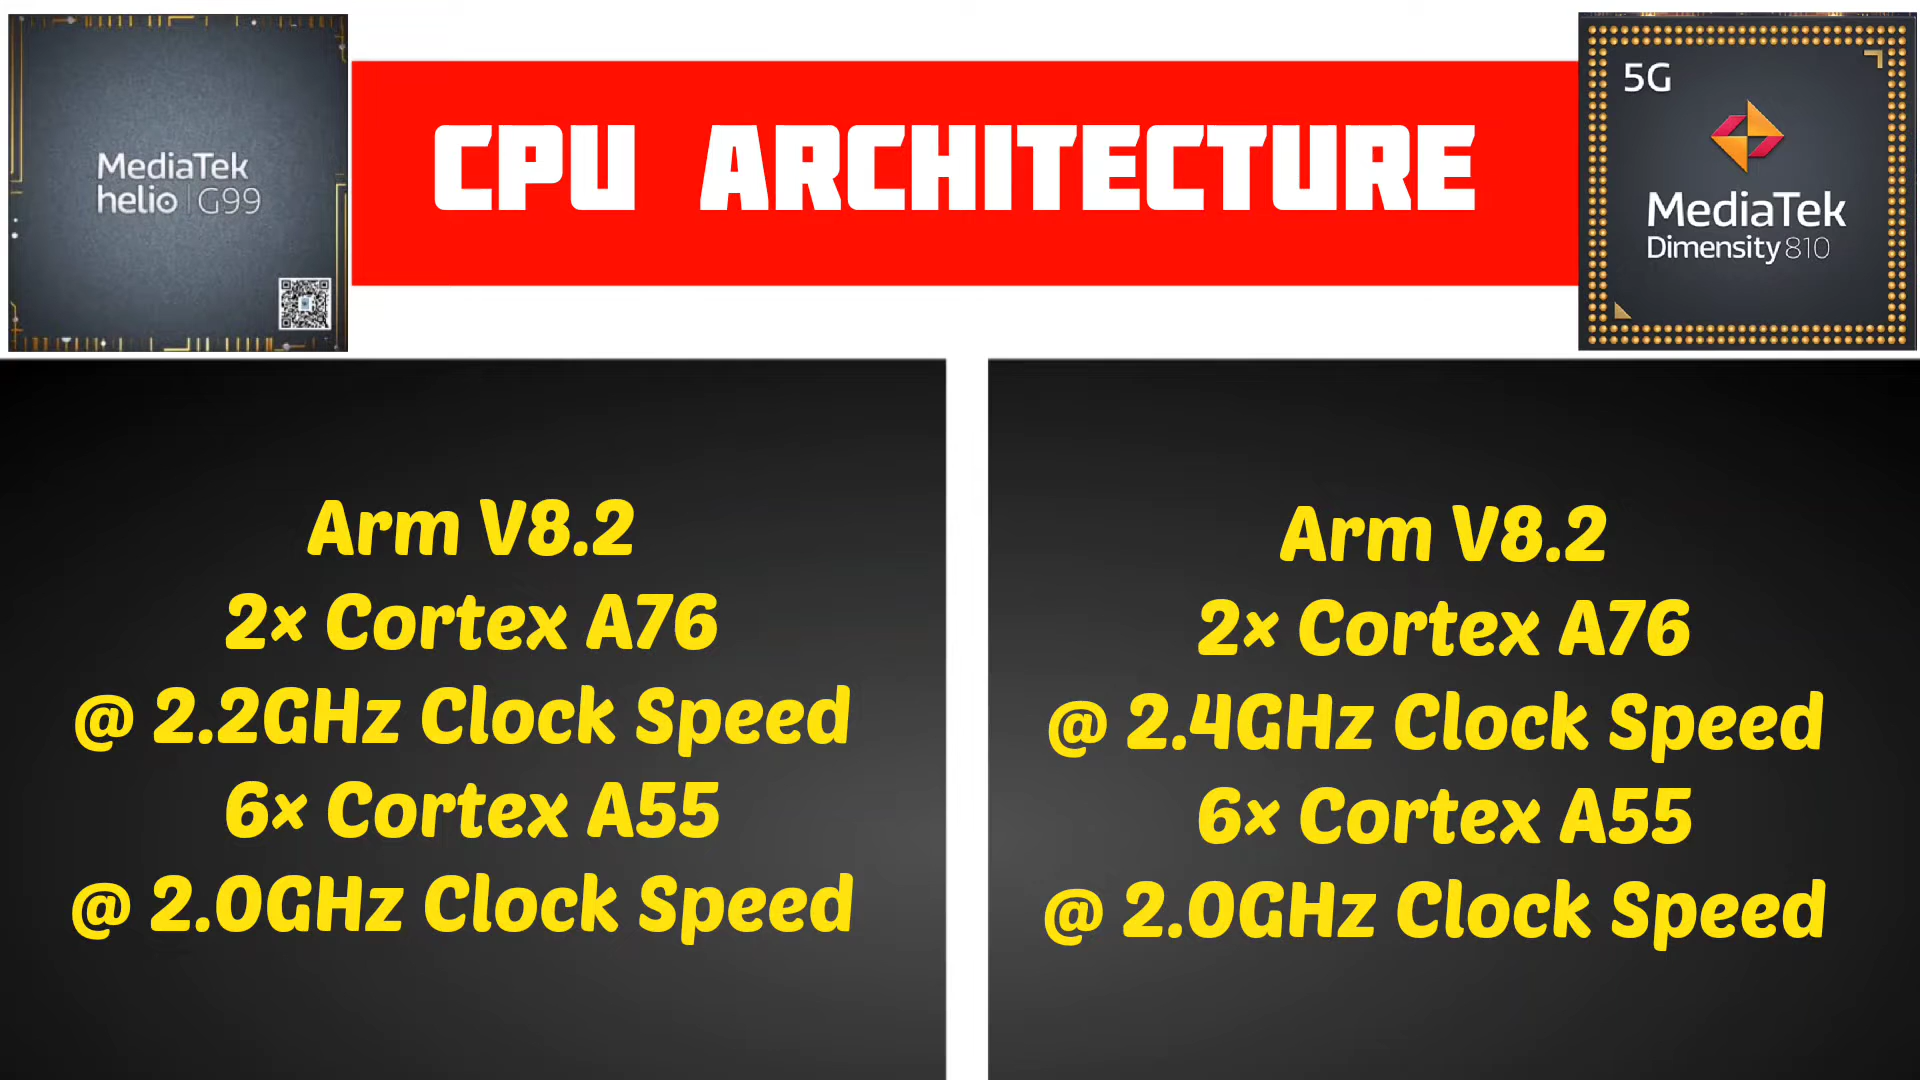 MediaTek
helio | G99
CPU ARCHITECTURE
5G
MediaTek
Dimensity 810
Arm V8.2
2× Cortex A76
@ 2.2GHz Clock Speed
6× Cortex A55
@ 2.0GHz Clock Speed
Arm V8.2
2× Cortex A76
@ 2.4GHz Clock Speed
6× Cortex A55
@ 2.0GHz Clock Speed